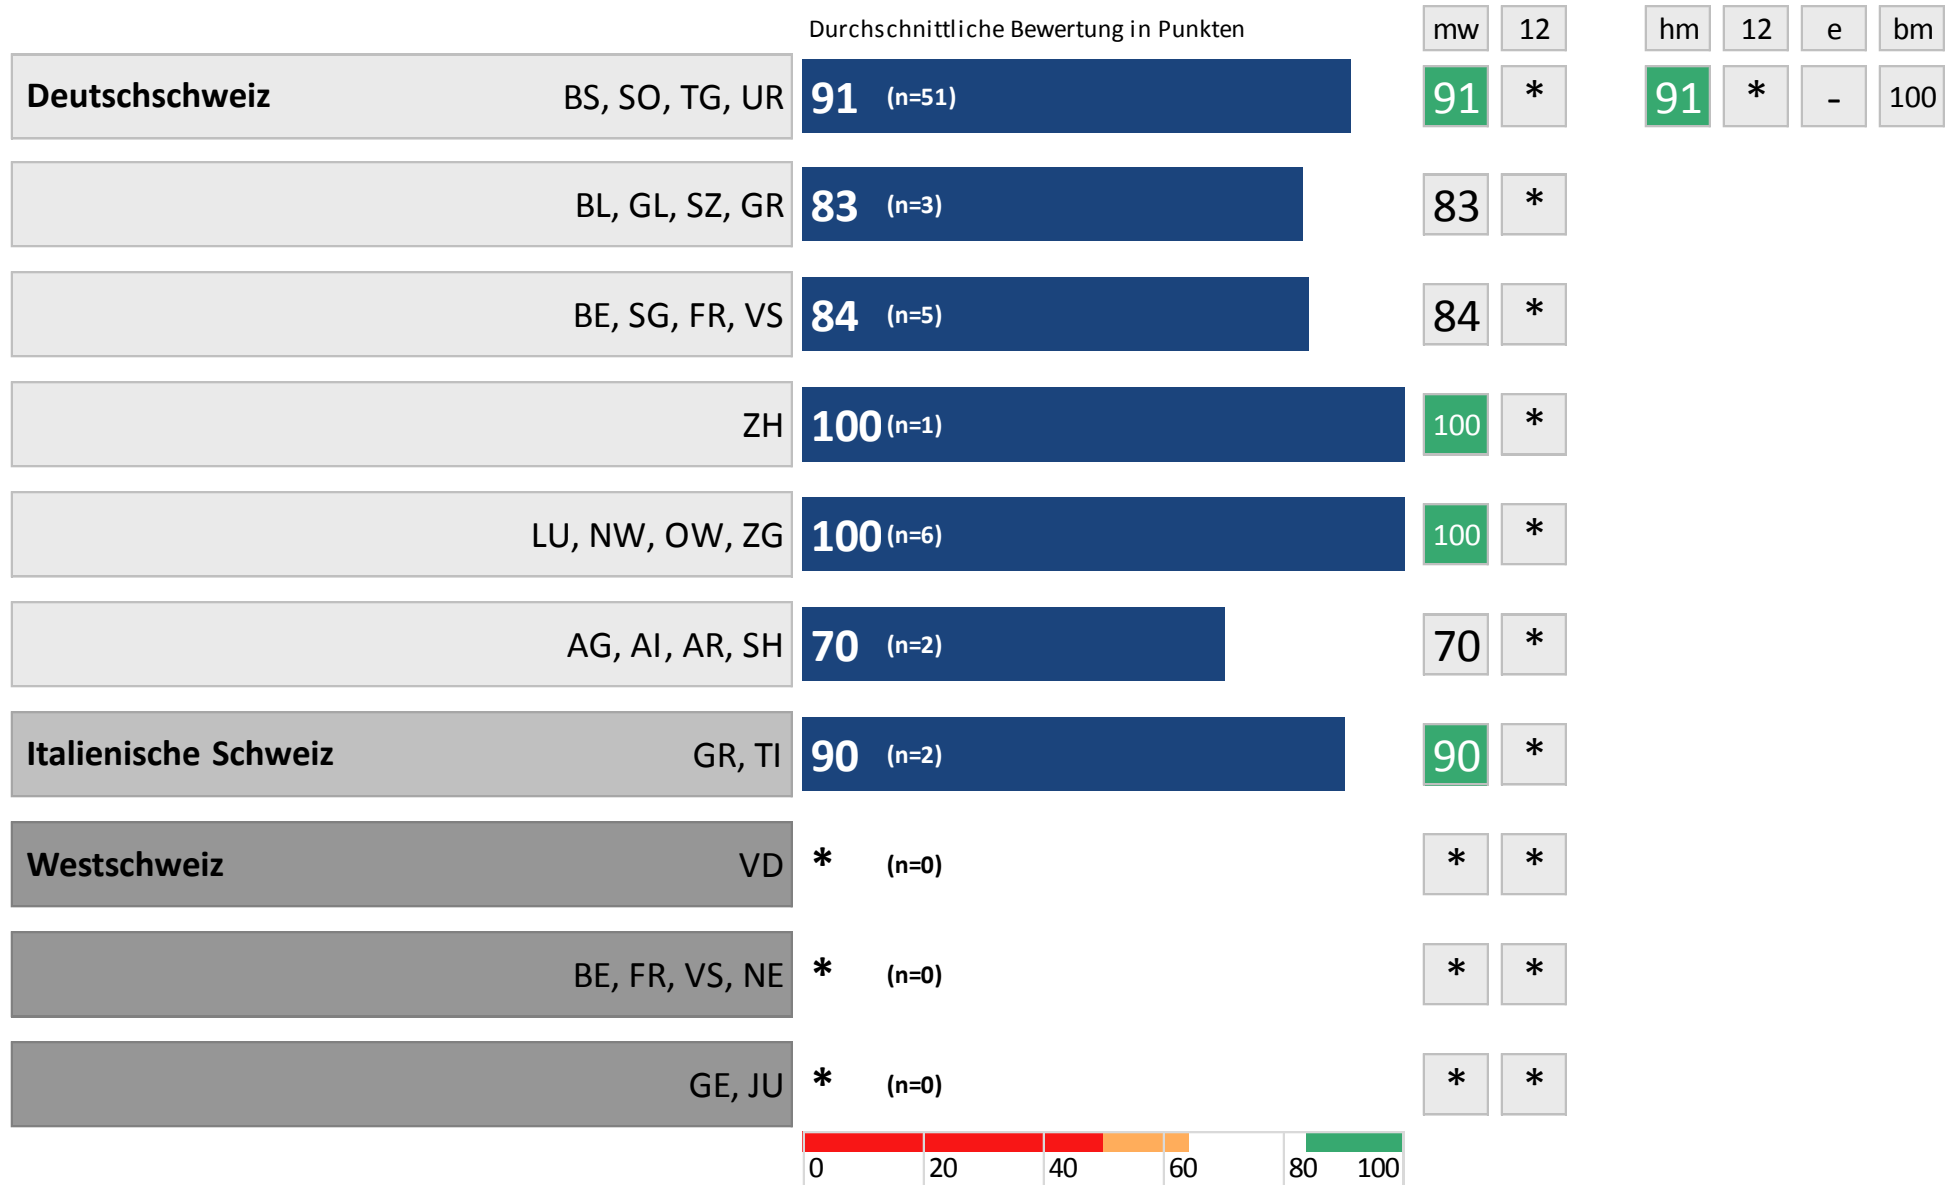 Durchschnittliche Bewertung in Punkten mw 12 hm 12 e bm
Deutschschweiz BS, SO, TG, UR 91 (n=51) 91 * 91 * - 100
BL, GL, SZ, GR 83 (n=3) 83 *
BE, SG, FR, VS 84 (n=5) 84 *
ZH 100 (n=1) 100 *
LU, NW, OW, ZG 100 (n=6) 100 *
AG, AI, AR, SH 70 (n=2) 70 *
Italienische Schweiz GR, TI 90 (n=2) 90 *
Westschweiz VD * (n=0) * *
BE, FR, VS, NE * (n=0) * *
GE, JU * (n=0) * *
0 20 40 60 80 100